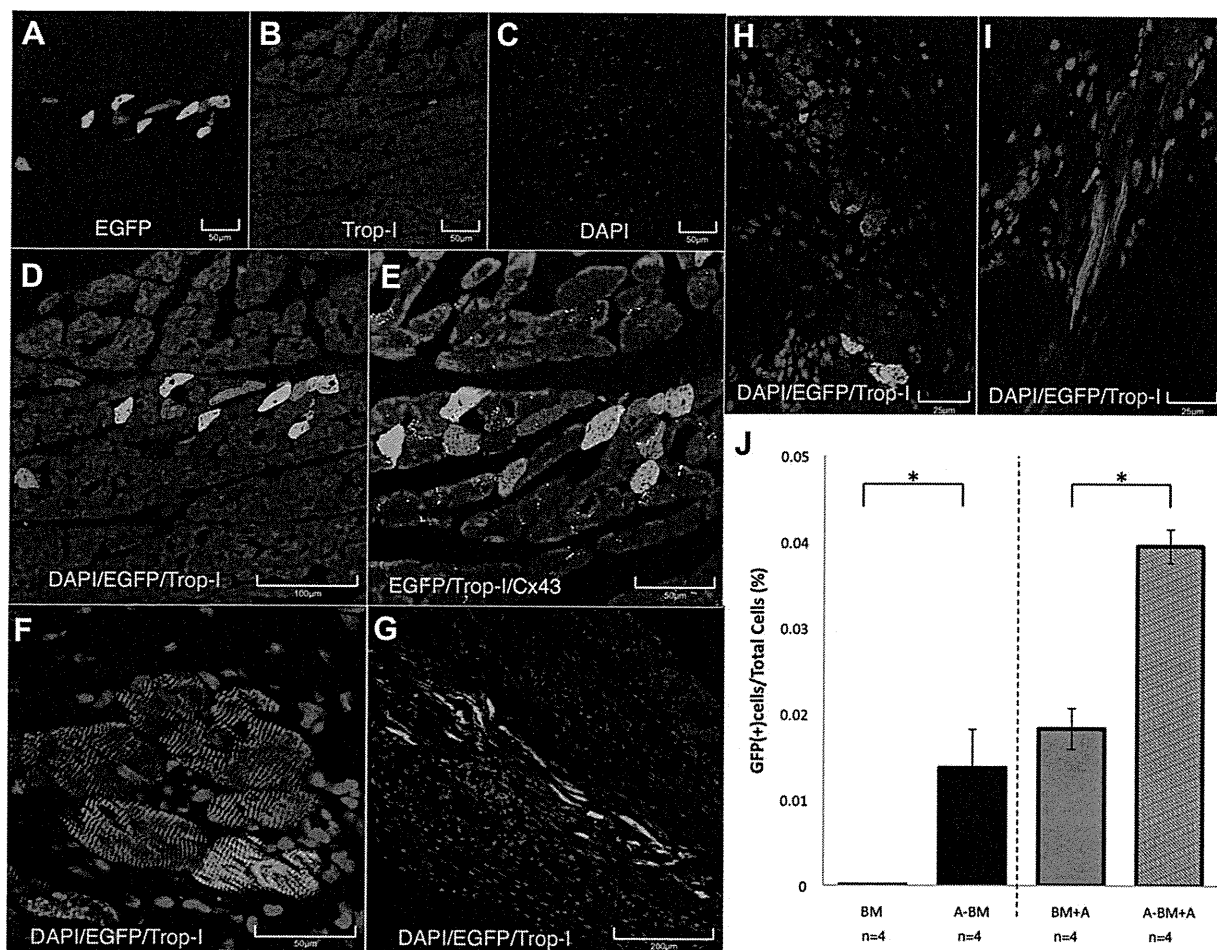 A
EGFP
50μm
B
Trop-I
50μm
C
DAPI
50μm
D
DAPI/EGFP/Trop-I
100μm
E
EGFP/Trop-I/Cx43
50μm
F
DAPI/EGFP/Trop-I
50μm
G
DAPI/EGFP/Trop-I
200μm
H
DAPI/EGFP/Trop-I
25μm
I
DAPI/EGFP/Trop-I
25μm
J
GFP(+)cells/Total Cells (%)
0.05
0.04
0.03
0.02
0.01
0
* *
BM A-BM BM+A A-BM+A
n=4 n=4 n=4 n=4